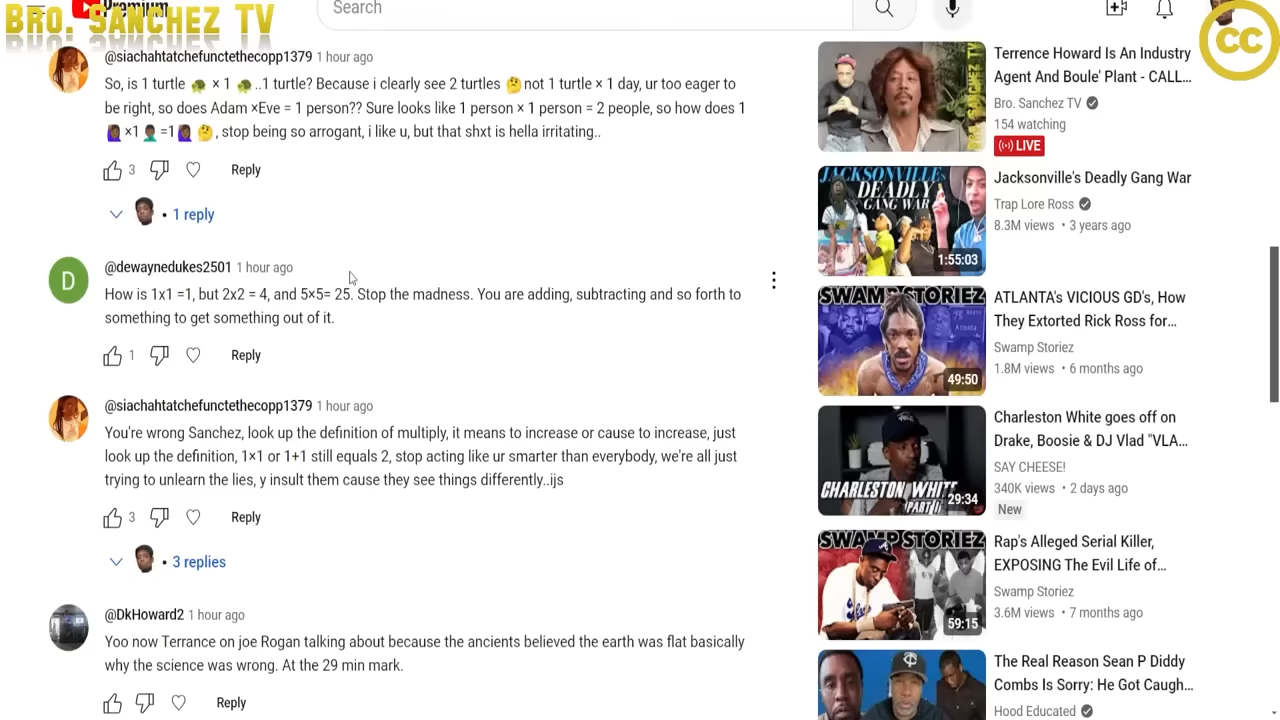 Bro. Sanchez TV
Premium
Search
CC
@siachahtatchefunctethecopp1379 1 hour ago
So, is 1 turtle 🐢 × 1 🐢 ..1 turtle? Because i clearly see 2 turtles 🤔not 1 turtle × 1 day, ur too eager to
be right, so does Adam ×Eve = 1 person?? Sure looks like 1 person × 1 person = 2 people, so how does 1
🙋🏾‍♀️×1🤦🏾‍♂️=1🙋🏾‍♀️🤔, stop being so arrogant, i like u, but that shxt is hella irritating..
3
Reply
• 1 reply
D
@dewaynedukes2501 1 hour ago
How is 1x1 =1, but 2x2 = 4, and 5×5= 25. Stop the madness. You are adding, subtracting and so forth to
something to get something out of it.
1
Reply
@siachahtatchefunctethecopp1379 1 hour ago
You're wrong Sanchez, look up the definition of multiply, it means to increase or cause to increase, just
look up the definition, 1×1 or 1+1 still equals 2, stop acting like ur smarter than everybody, we're all just
trying to unlearn the lies, y insult them cause they see things differently..ijs
3
Reply
• 3 replies
@DkHoward2 1 hour ago
Yoo now Terrance on joe Rogan talking about because the ancients believed the earth was flat basically
why the science was wrong. At the 29 min mark.
Reply
Terrence Howard Is An Industry
Agent And Boule' Plant - CALL...
Bro. Sanchez TV
154 watching
LIVE
JACKSONVILLE's
DEADLY
GANG WAR
1:55:03
Jacksonville's Deadly Gang War
Trap Lore Ross
8.3M views • 3 years ago
SWAMP STORIEZ
49:50
ATLANTA's VICIOUS GD's, How
They Extorted Rick Ross for...
Swamp Storiez
1.8M views • 6 months ago
CHARLESTON WHITE
PART II
29:34
Charleston White goes off on
Drake, Boosie & DJ Vlad "VLA...
SAY CHEESE!
340K views • 2 days ago
New
SWAMP STORIEZ
59:15
Rap's Alleged Serial Killer,
EXPOSING The Evil Life of...
Swamp Storiez
3.6M views • 7 months ago
The Real Reason Sean P Diddy
Combs Is Sorry: He Got Caugh...
Hood Educated